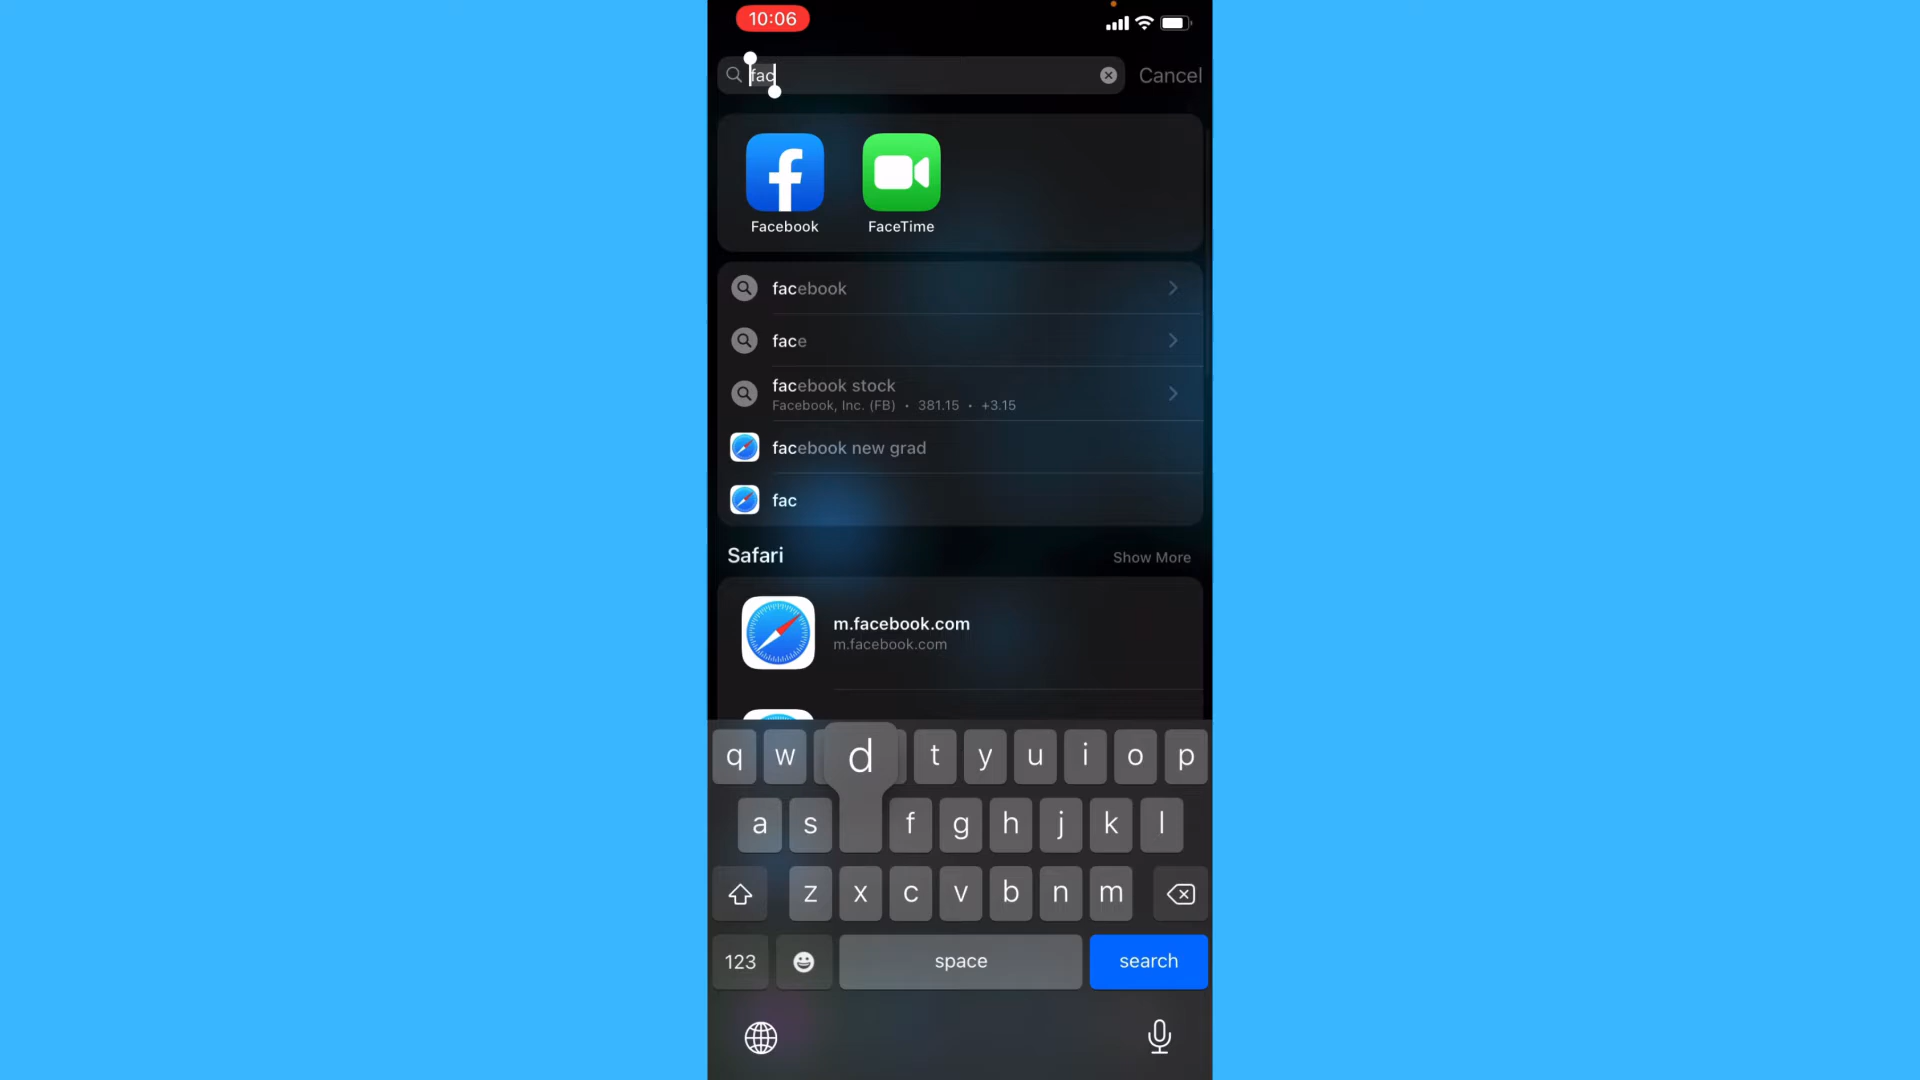 10:06
fac
Cancel
Facebook
FaceTime
facebook
face
facebook stock
Facebook, Inc. (FB) • 381.15 • +3.15
facebook new grad
fac
Safari
Show More
m.facebook.com
m.facebook.com
q w d t y u i o p
a s f g h j k l
z x c v b n m
123 space search